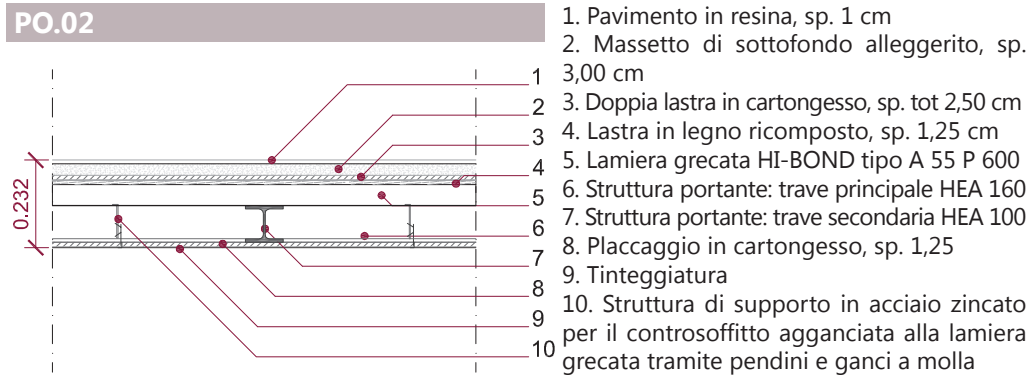 PO.02
0.232
1
2
3
4
5
6
7
8
9
10
1. Pavimento in resina, sp. 1 cm
2. Massetto di sottofondo alleggerito, sp.
3,00 cm
3. Doppia lastra in cartongesso, sp. tot 2,50 cm
4. Lastra in legno ricomposto, sp. 1,25 cm
5. Lamiera grecata HI-BOND tipo A 55 P 600
6. Struttura portante: trave principale HEA 160
7. Struttura portante: trave secondaria HEA 100
8. Placcaggio in cartongesso, sp. 1,25
9. Tinteggiatura
10. Struttura di supporto in acciaio zincato
per il controsoffitto agganciata alla lamiera
grecata tramite pendini e ganci a molla